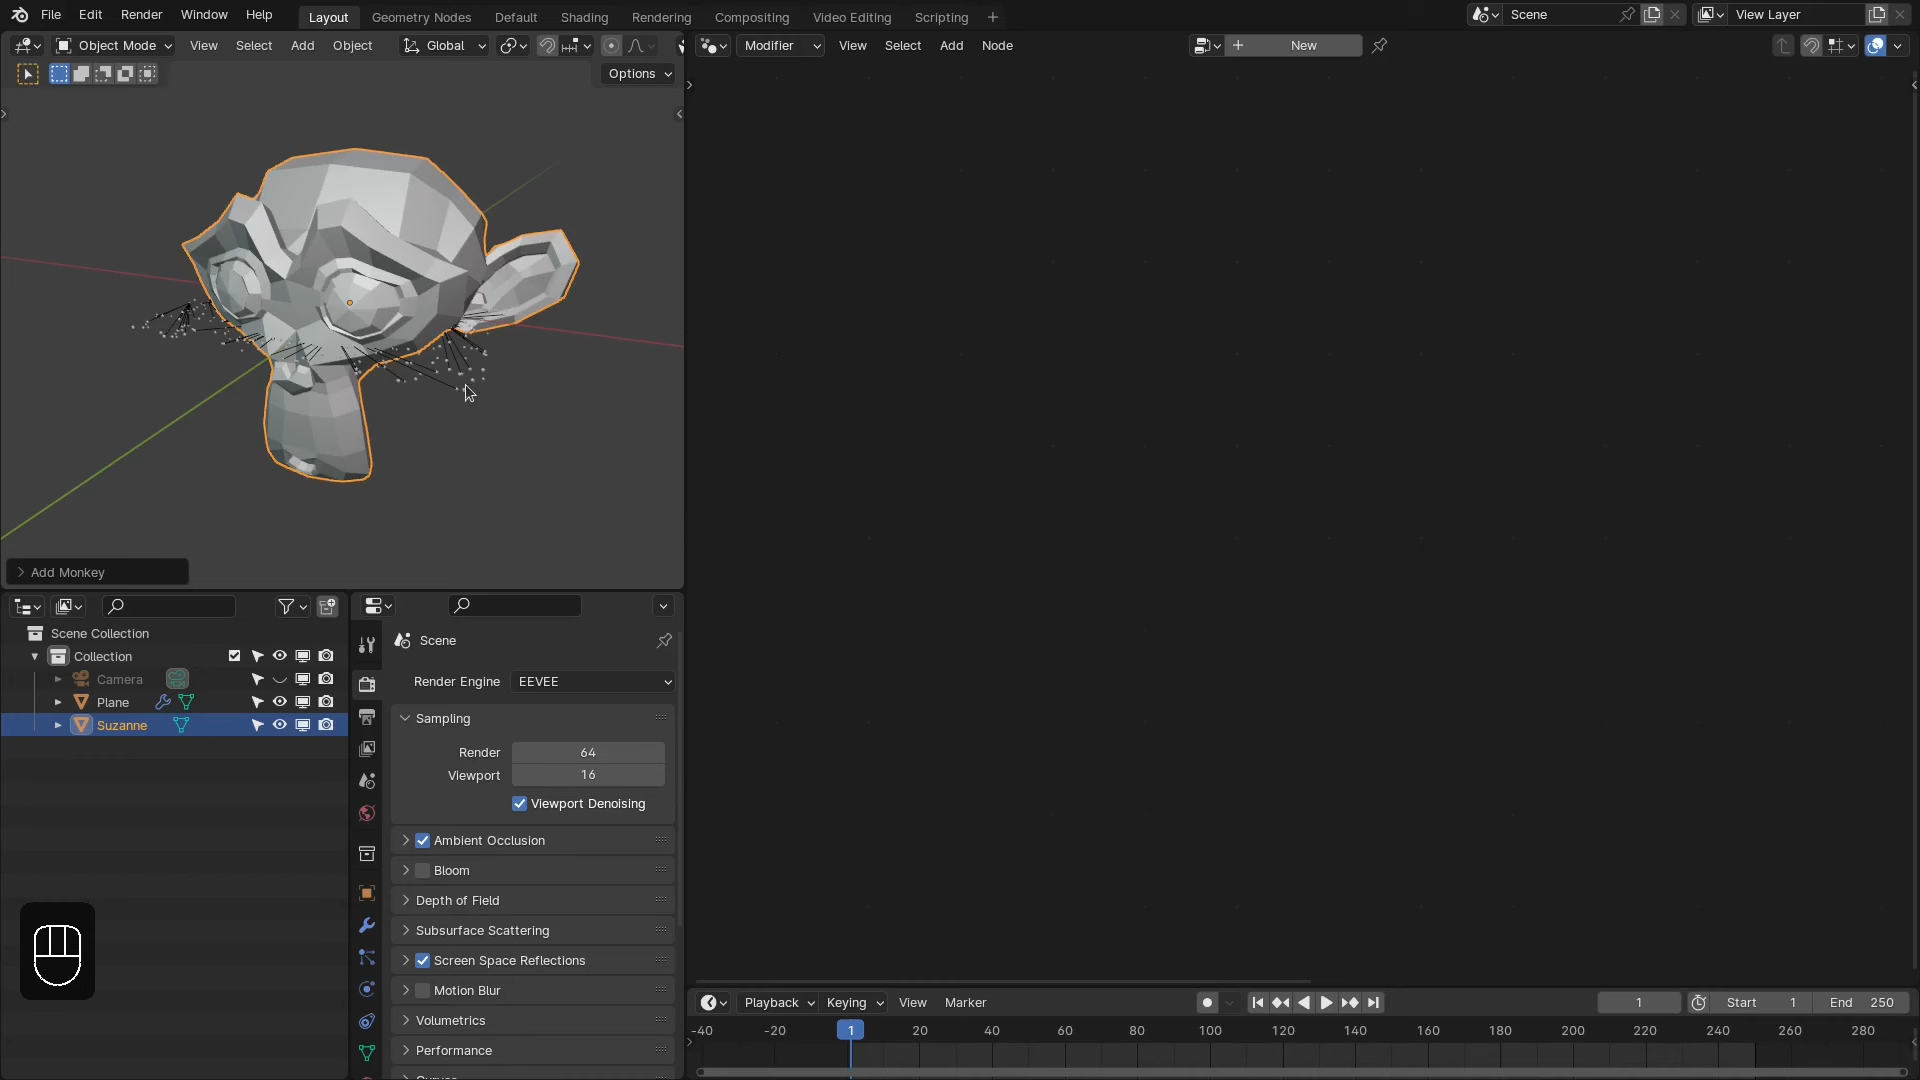 File Edit Render Window Help Layout Geometry Nodes Default Shading Rendering Compositing Video Editing Scripting Scene View Layer
Object Mode View Select Add Object Global Modifier View Select Add Node New
Options
Add Monkey
Scene Collection
Collection
Camera
Plane
Suzanne
Scene
Render Engine EEVEE
Sampling
Render 64
Viewport 16
Viewport Denoising
Ambient Occlusion
Bloom
Depth of Field
Subsurface Scattering
Screen Space Reflections
Motion Blur
Volumetrics
Performance
Curves
Playback Keying View Marker 1 Start 1 End 250
-40 -20 1 20 40 60 80 100 120 140 160 180 200 220 240 260 280